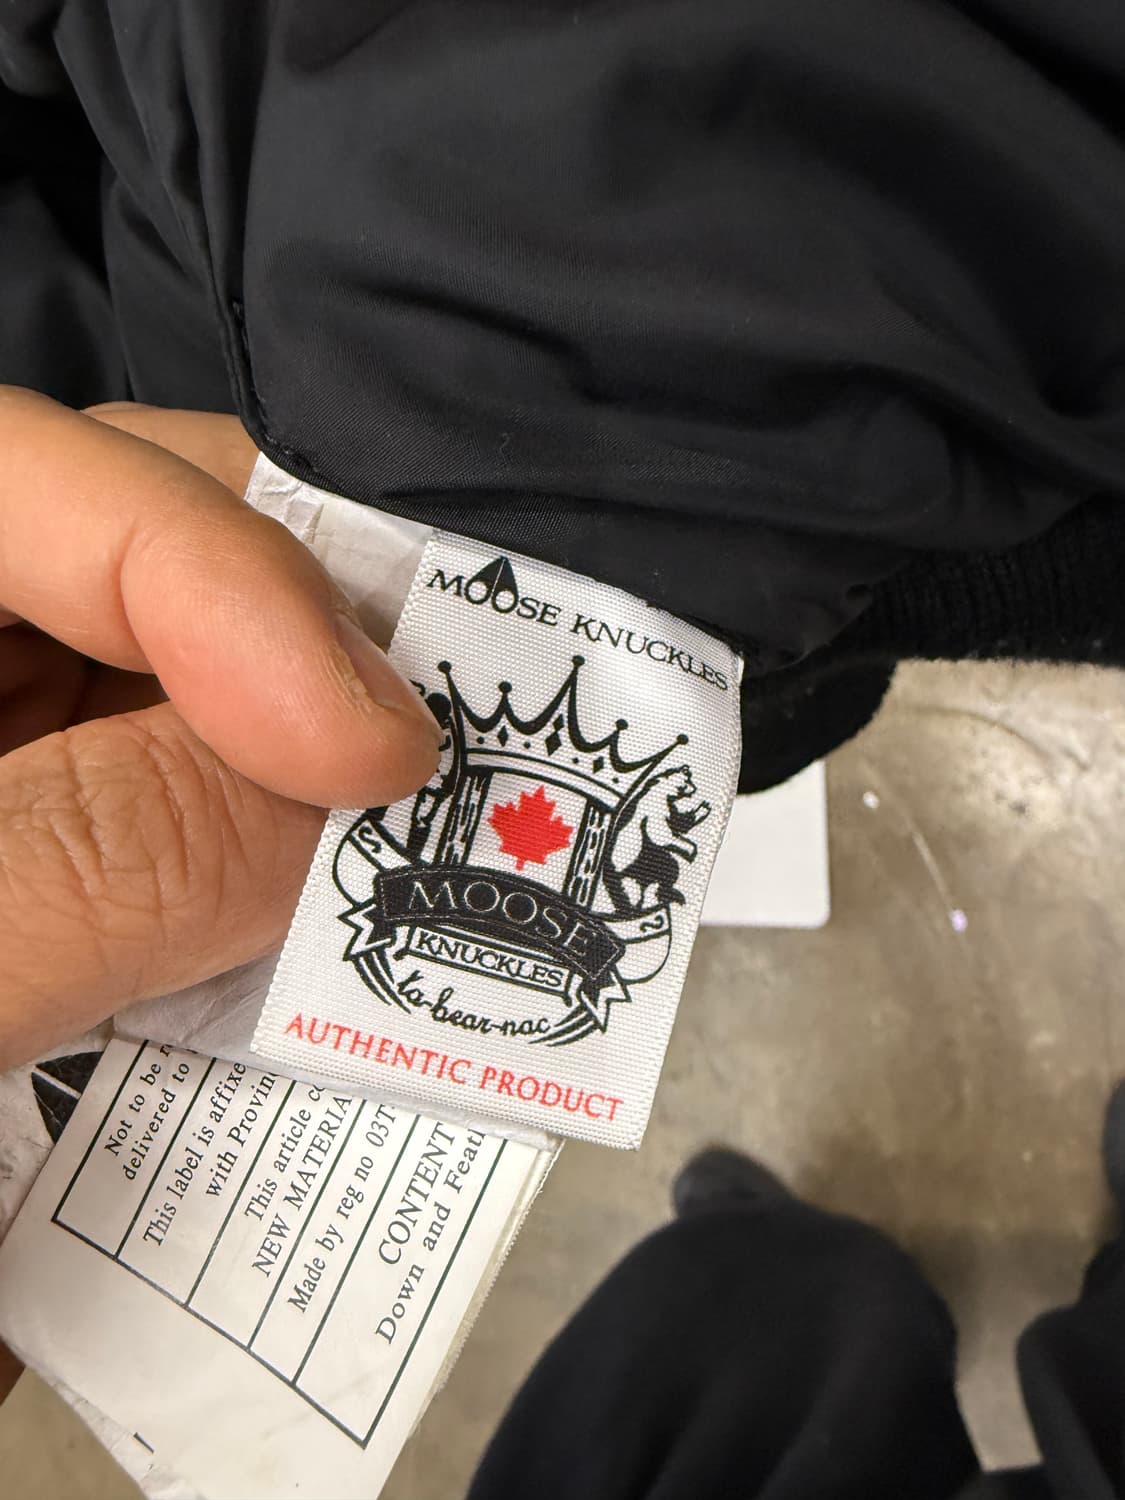 MOOSE KNUCKLES
MOOSE
KNUCKLES
ta-bear-nac
AUTHENTIC PRODUCT
Not to be
delivered to
This label is affixe
with Provin
This article
NEW MATERIA
Made by reg no 03T
CONTENT
Down and Feat